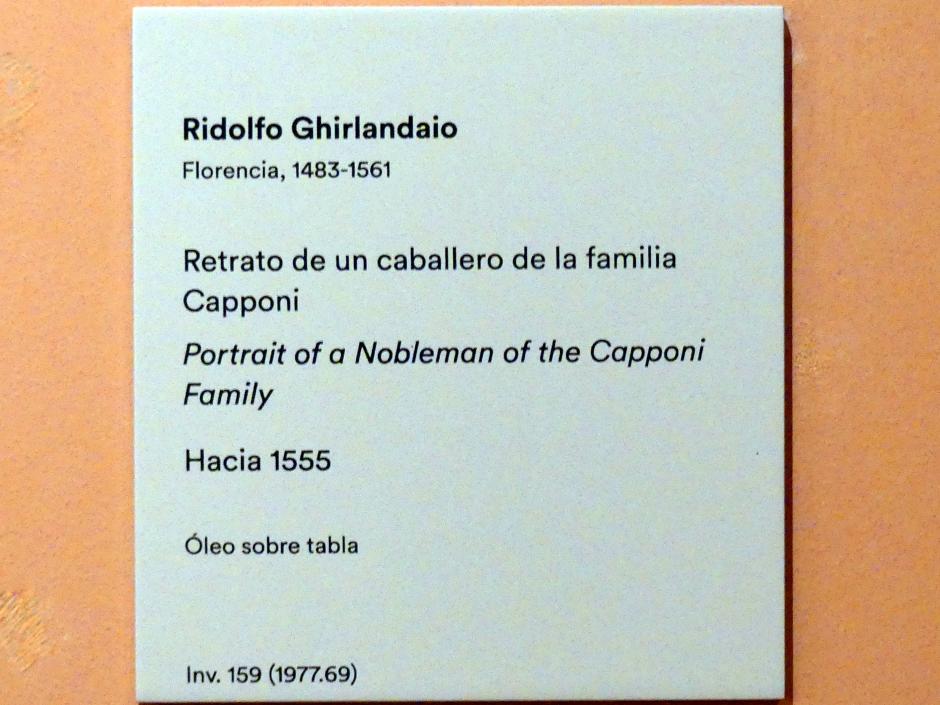 Ridolfo Ghirlandaio
Florencia, 1483-1561
Retrato de un caballero de la familia
Capponi
Portrait of a Nobleman of the Capponi
Family
Hacia 1555
Óleo sobre tabla
Inv. 159 (1977.69)